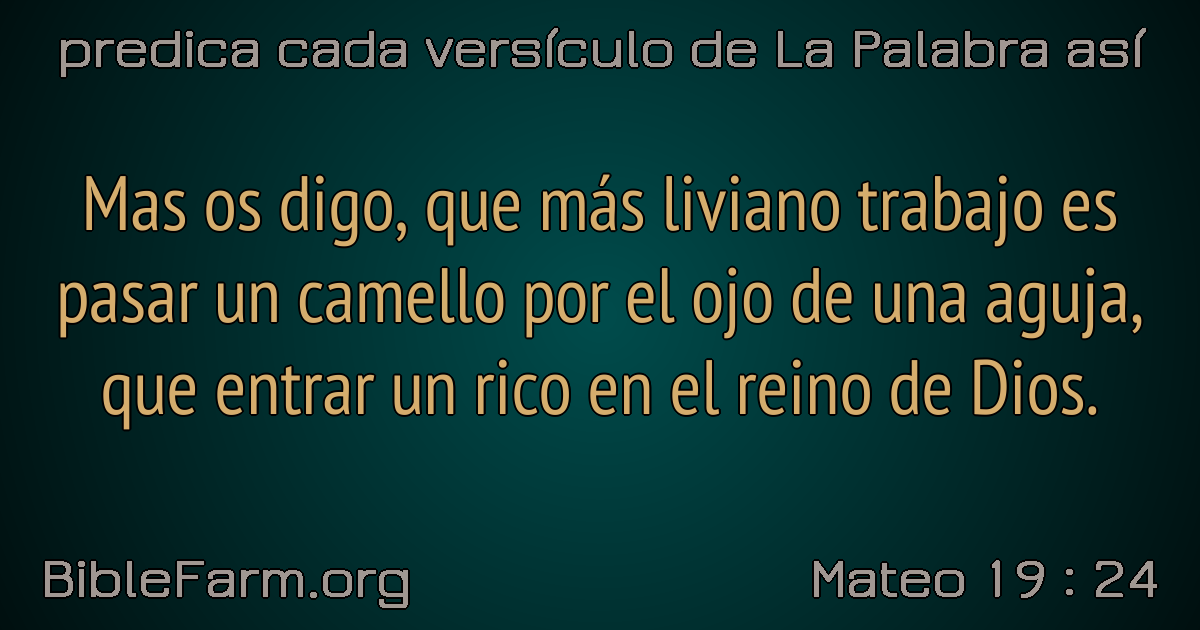 predica cada versículo de La Palabra así
Mas os digo, que más liviano trabajo es
pasar un camello por el ojo de una aguja,
que entrar un rico en el reino de Dios.
BibleFarm.org
Mateo 19 : 24